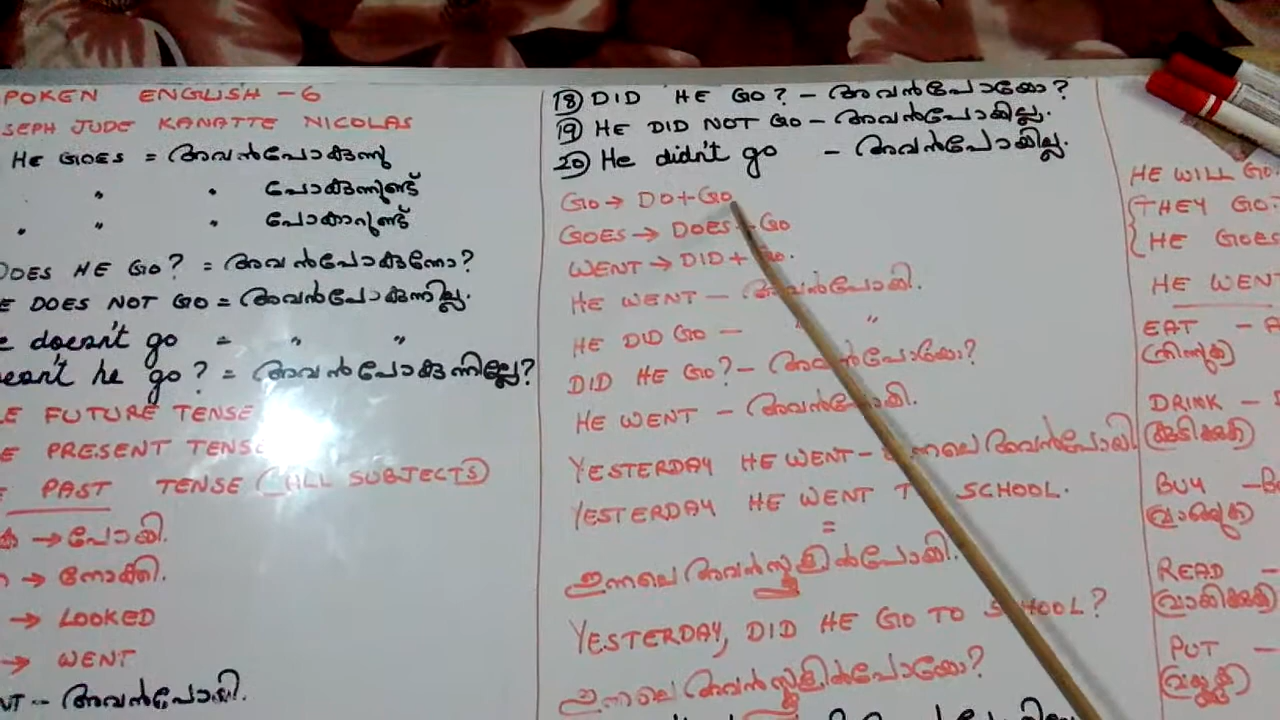 POKEN ENGLISH -6
SEPH JUDE KANATTE NICOLAS
HE GOES = അവൻപോകുന്നു
" " പോകുന്നുണ്ട്
" " പോകാറുണ്ട്
DOES HE GO? = അവൻപോകുന്നോ?
E DOES NOT GO = അവൻപോകുന്നില്ല.
e doesn't go = " "
he go? = അവൻപോകുന്നില്ലേ?
LE FUTURE TENSE
E PRESENT TENSE
E PAST TENSE (ALL SUBJECTS)
→ പോകി.
→ നോക്കി.
→ LOOKED
→ WENT
NT - അവൻപോയി.
18 DID HE GO? - അവൻപോയോ?
19 HE DID NOT GO - അവൻപോയില്ല.
20 He didn't go - അവൻപോയില്ല.
GO → DO+GO
GOES → DOES+GO
WENT → DID+GO.
HE WENT - അവൻപോകി.
HE DID GO - " "
DID HE GO? - അവൻപോയോ?
HE WENT - അവൻപോകി.
YESTERDAY HE WENT - ഇന്നലെ അവൻപോയി
YESTERDAY HE WENT TO SCHOOL.
=
ഇന്നലെ അവൻസ്കൂളിൽപോകി.
YESTERDAY, DID HE GO TO SCHOOL?
ഇന്നലെ അവൻസ്കൂളിൽപോയോ?
HE WILL GO.
THEY GO.
HE GOES
HE WEN
EAT -
(തിന്നുക)
DRINK -
BUY -
READ -
PUT -